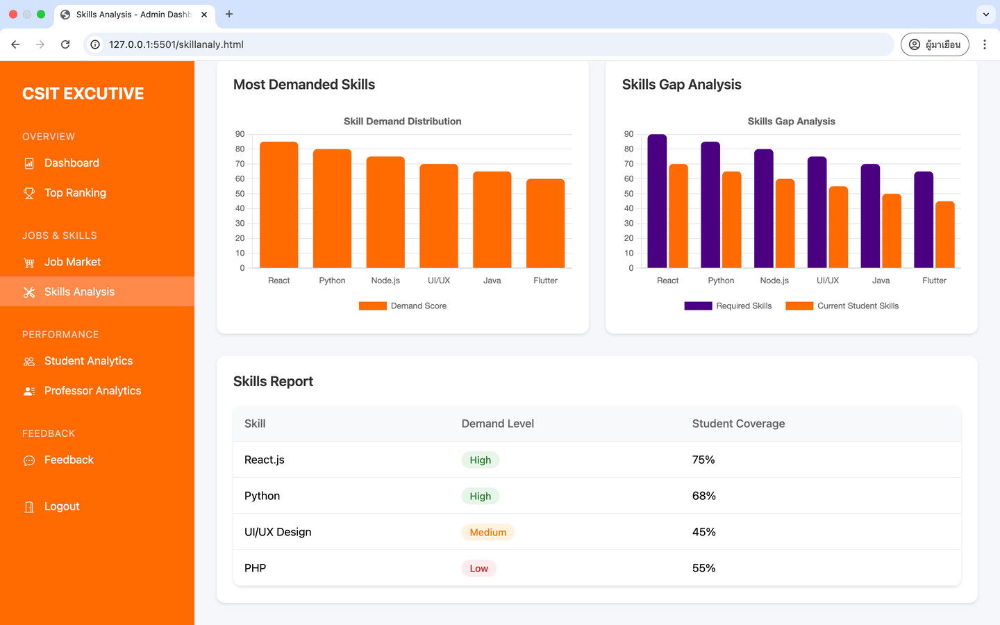 Skills Analysis - Admin Dashb
127.0.0.1:5501/skillanaly.html
ผู้มาเยือน
CSIT EXCUTIVE
OVERVIEW
Dashboard
Top Ranking
JOBS & SKILLS
Job Market
Skills Analysis
PERFORMANCE
Student Analytics
Professor Analytics
FEEDBACK
Feedback
Logout
Most Demanded Skills
Skill Demand Distribution
90
80
70
60
50
40
30
20
10
0
React Python Node.js UI/UX Java Flutter
Demand Score
Skills Gap Analysis
Skills Gap Analysis
90
80
70
60
50
40
30
20
10
0
React Python Node.js UI/UX Java Flutter
Required Skills Current Student Skills
Skills Report
Skill Demand Level Student Coverage
React.js High 75%
Python High 68%
UI/UX Design Medium 45%
PHP Low 55%